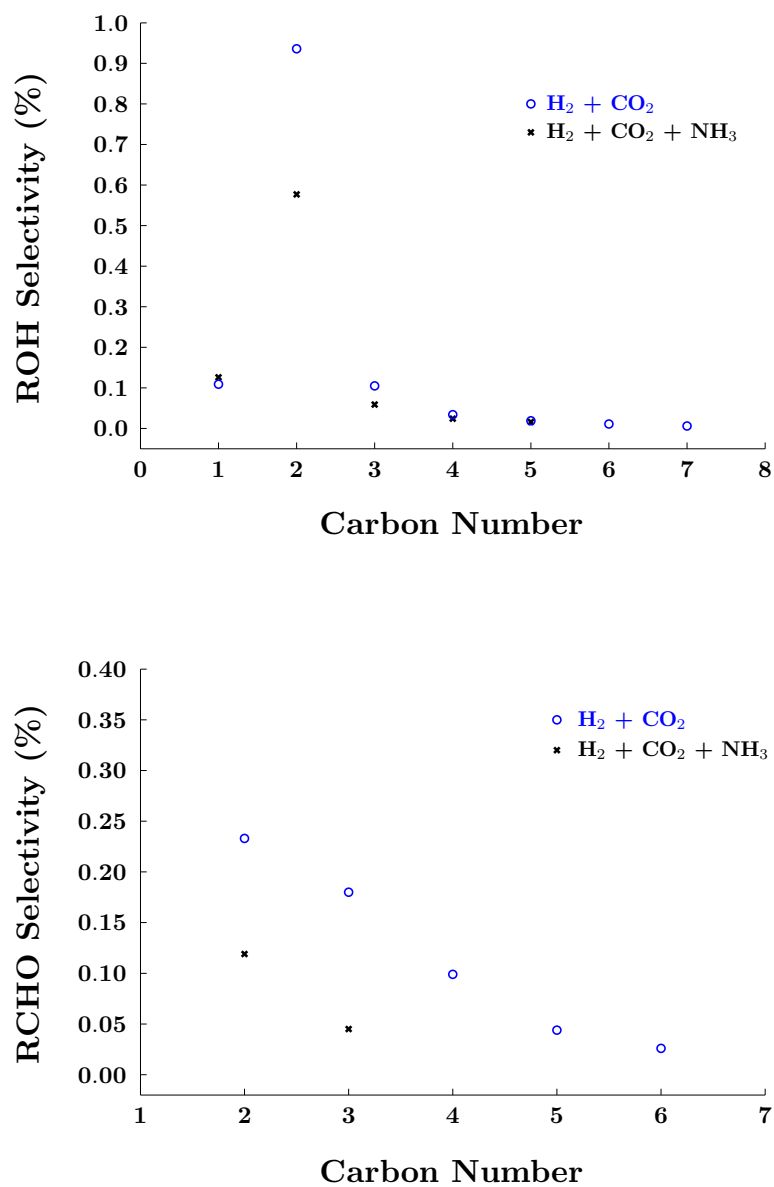 1.0
0.9
0.8
0.7
0.6
0.5
0.4
0.3
0.2
0.1
0.0
ROH Selectivity (%)
H₂ + CO₂
H₂ + CO₂ + NH₃
0 1 2 3 4 5 6 7 8
Carbon Number
0.40
0.35
0.30
0.25
0.20
0.15
0.10
0.05
0.00
RCHO Selectivity (%)
H₂ + CO₂
H₂ + CO₂ + NH₃
1 2 3 4 5 6 7
Carbon Number